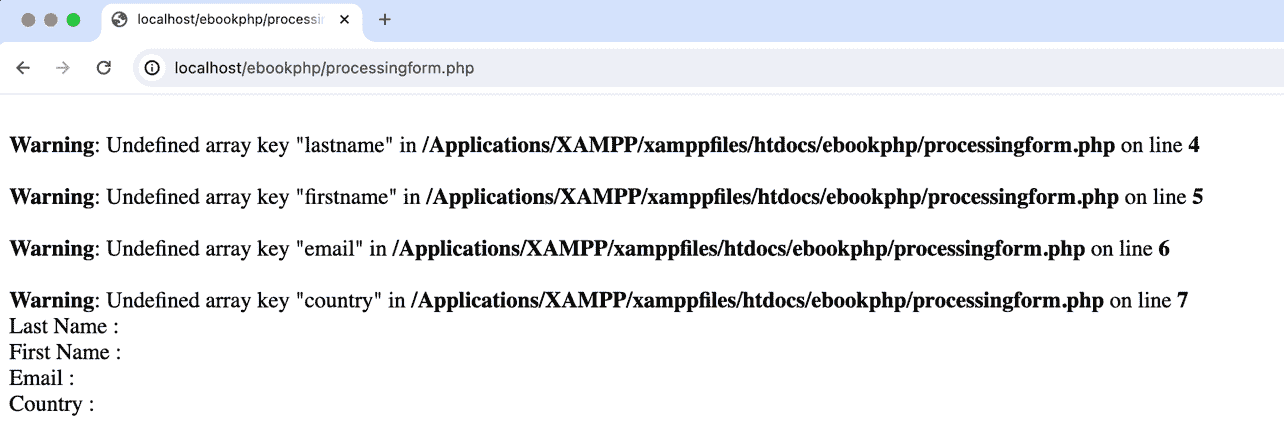 localhost/ebookphp/processin
localhost/ebookphp/processingform.php
Warning: Undefined array key "lastname" in /Applications/XAMPP/xamppfiles/htdocs/ebookphp/processingform.php on line 4
Warning: Undefined array key "firstname" in /Applications/XAMPP/xamppfiles/htdocs/ebookphp/processingform.php on line 5
Warning: Undefined array key "email" in /Applications/XAMPP/xamppfiles/htdocs/ebookphp/processingform.php on line 6
Warning: Undefined array key "country" in /Applications/XAMPP/xamppfiles/htdocs/ebookphp/processingform.php on line 7
Last Name :
First Name :
Email :
Country :